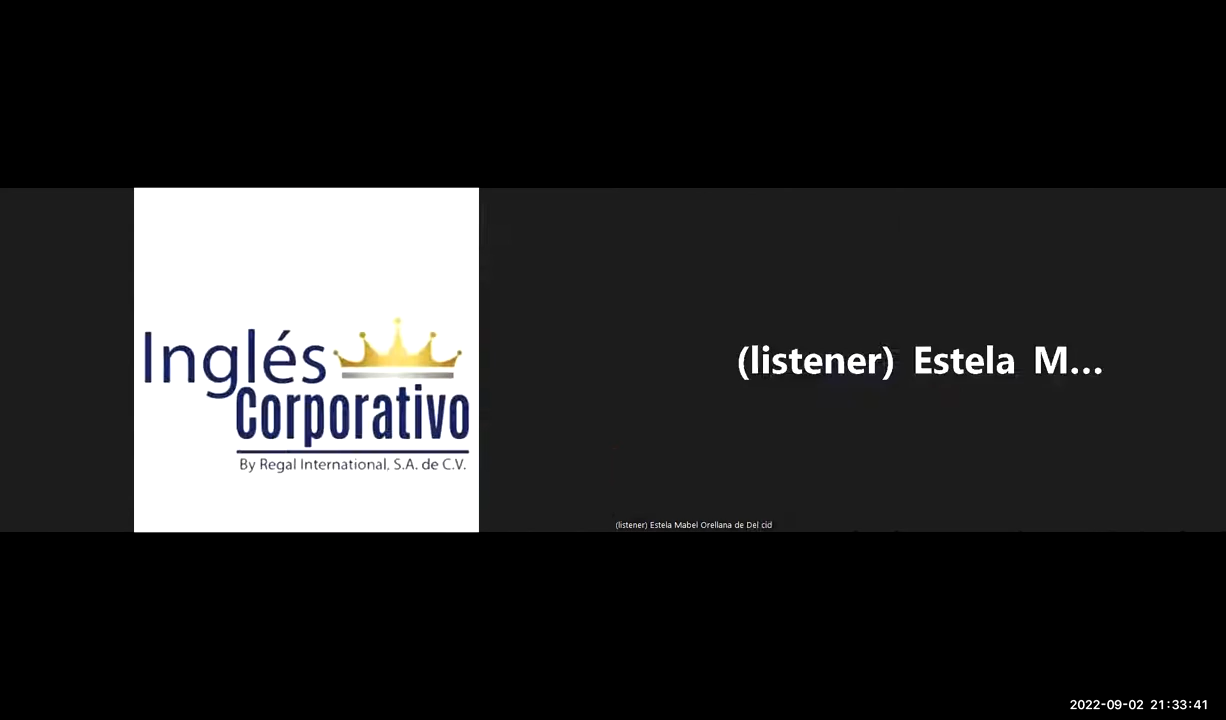 Inglés
Corporativo
By Regal International, S.A. de C.V.
(listener) Estela M...
(listener) Estela Mabel Orellana de Del cid
2022-09-02 21:33:41